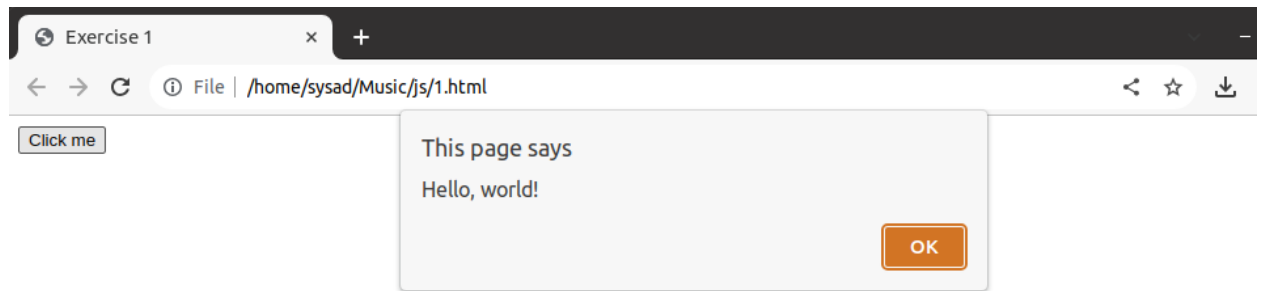 Exercise 1
File | /home/sysad/Music/js/1.html
Click me
This page says
Hello, world!
OK